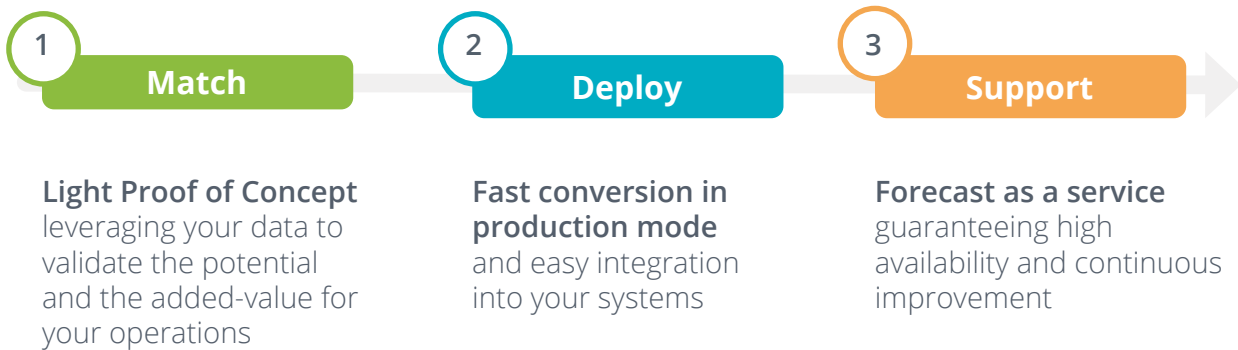 1
Match
Light Proof of Concept
leveraging your data to
validate the potential
and the added-value for
your operations
2
Deploy
Fast conversion in
production mode
and easy integration
into your systems
3
Support
Forecast as a service
guaranteeing high
availability and continuous
improvement